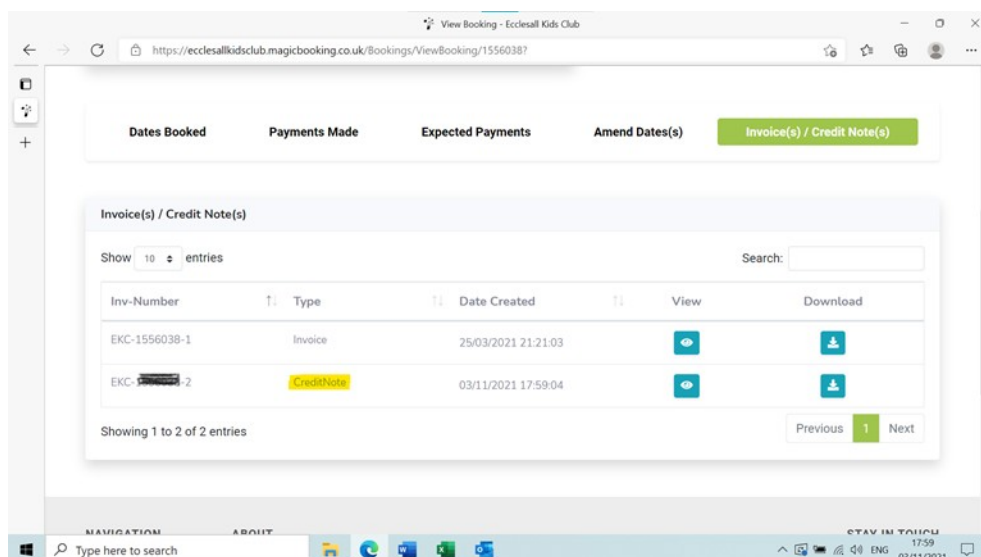 View Booking - Ecclesall Kids Club
https://ecclesallkidsclub.magicbooking.co.uk/Bookings/ViewBooking/1556038?
Dates Booked Payments Made Expected Payments Amend Dates(s) Invoice(s) / Credit Note(s)
Invoice(s) / Credit Note(s)
Show 10 entries Search:
Inv-Number Type Date Created View Download
EKC-1556038-1 Invoice 25/03/2021 21:21:03
EKC- -2 CreditNote 03/11/2021 17:59:04
Showing 1 to 2 of 2 entries Previous 1 Next
NAVIGATION ABOUT STAY IN TOUCH
Type here to search ENG 17:59
03/11/2021